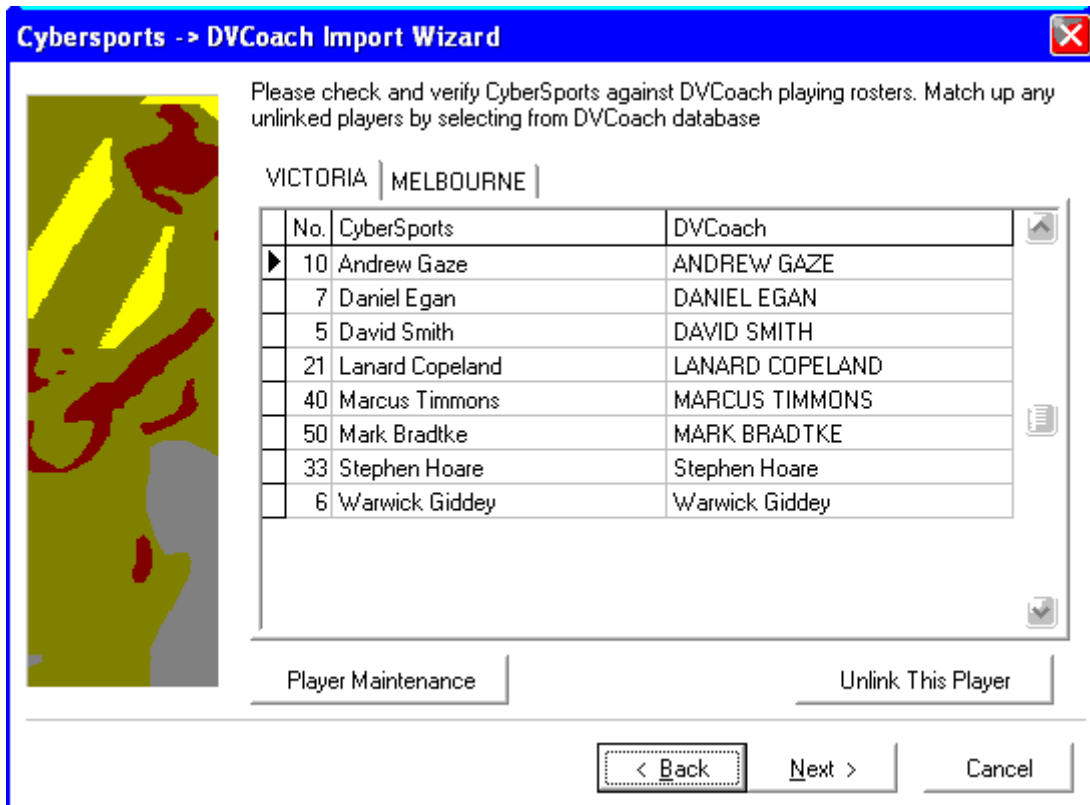 Cybersports -> DVCoach Import Wizard
Please check and verify CyberSports against DVCoach playing rosters. Match up any
unlinked players by selecting from DVCoach database
VICTORIA MELBOURNE
No. CyberSports DVCoach
10 Andrew Gaze ANDREW GAZE
7 Daniel Egan DANIEL EGAN
5 David Smith DAVID SMITH
21 Lanard Copeland LANARD COPELAND
40 Marcus Timmons MARCUS TIMMONS
50 Mark Bradtke MARK BRADTKE
33 Stephen Hoare Stephen Hoare
6 Warwick Giddey Warwick Giddey
Player Maintenance Unlink This Player
< Back Next > Cancel